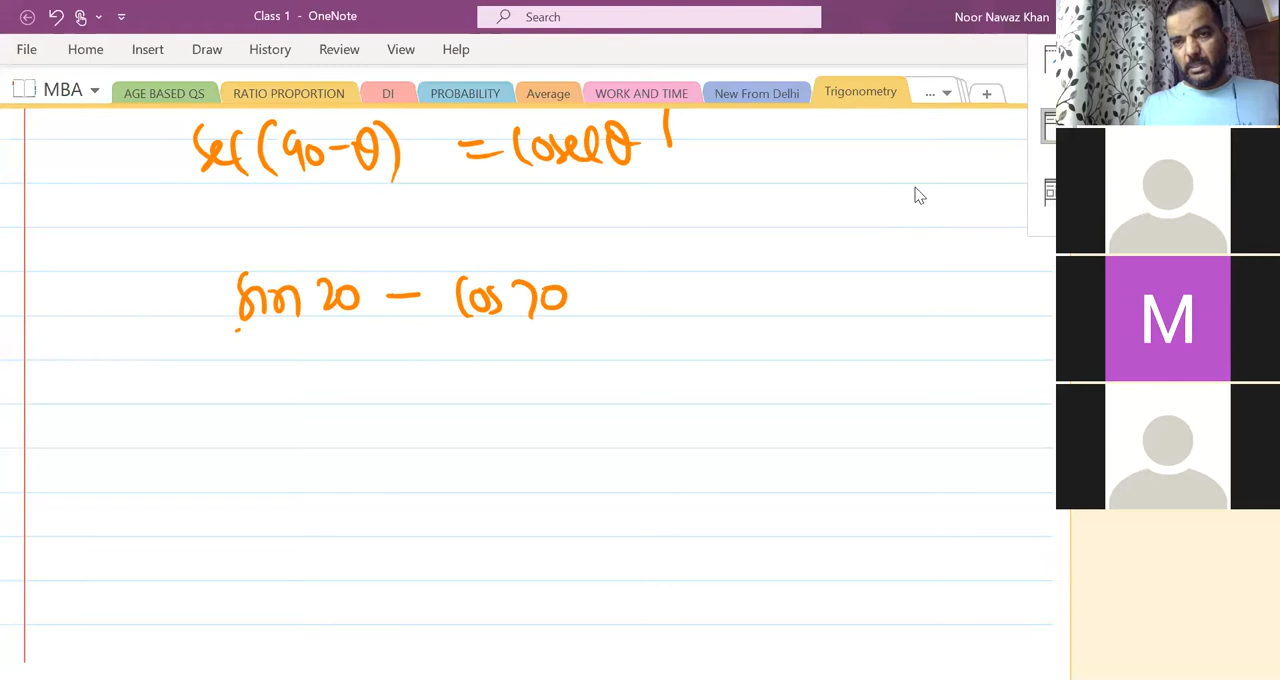 Class 1 - OneNote
Search
Noor Nawaz Khan
File Home Insert Draw History Review View Help
MBA
AGE BASED QS RATIO PROPORTION DI PROBABILITY Average WORK AND TIME New From Delhi Trigonometry ... +
Sec (90-θ) = Cosec θ
Sin 20 - Cos 70
M